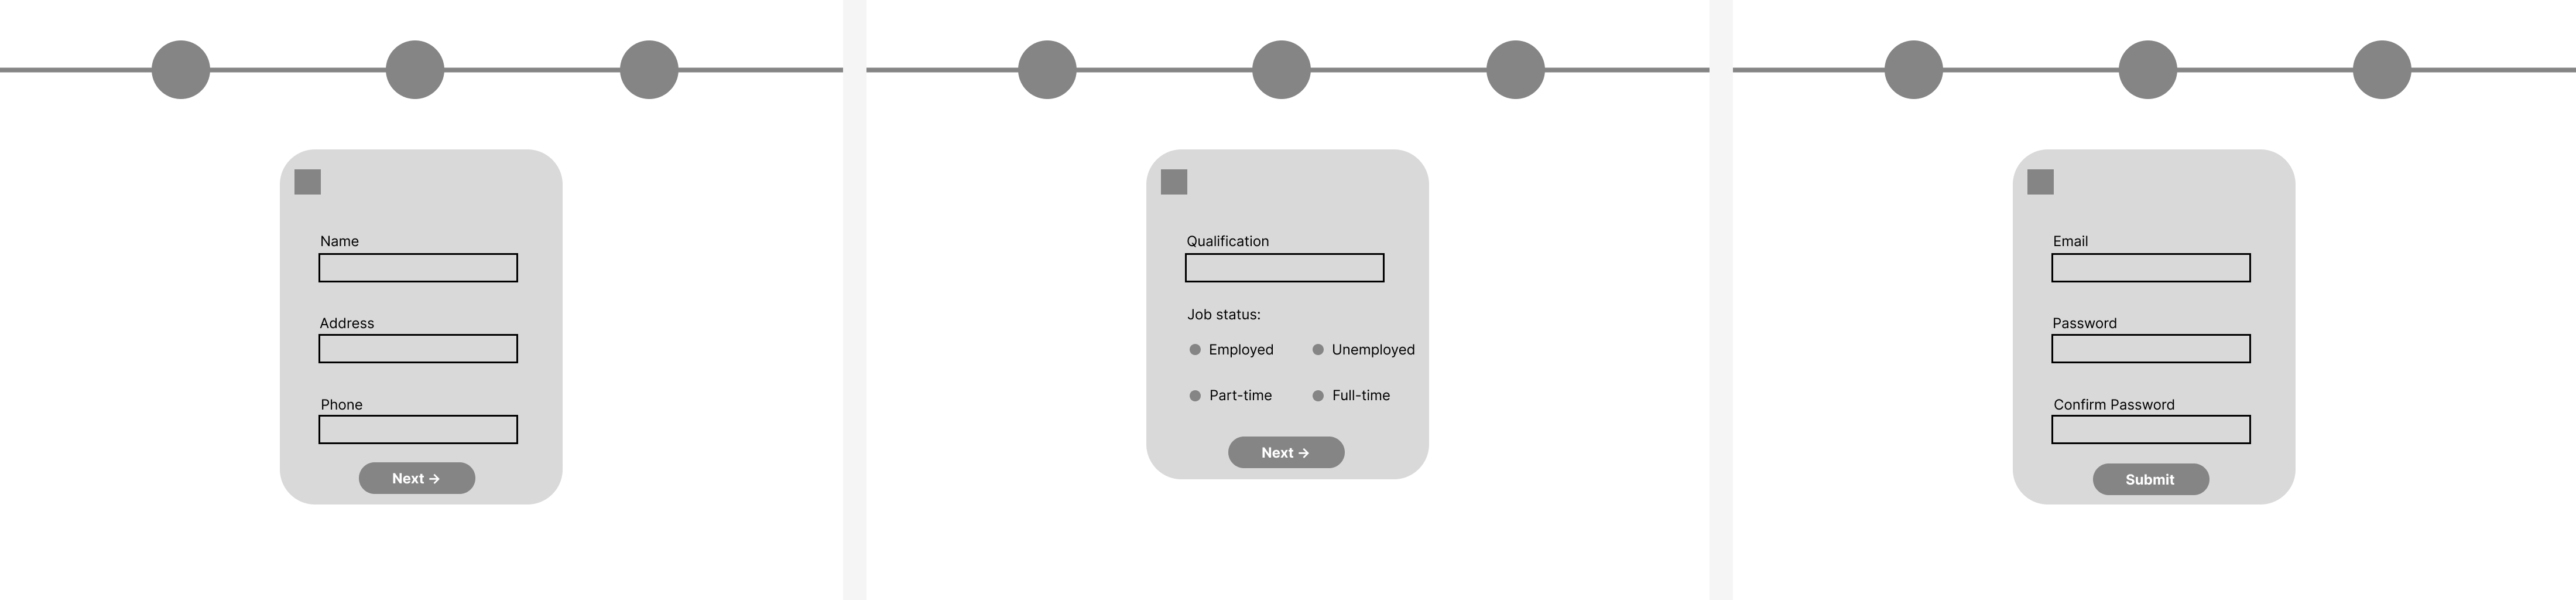 Name
Address
Phone
Next →
Qualification
Job status:
Employed Unemployed
Part-time Full-time
Next →
Email
Password
Confirm Password
Submit